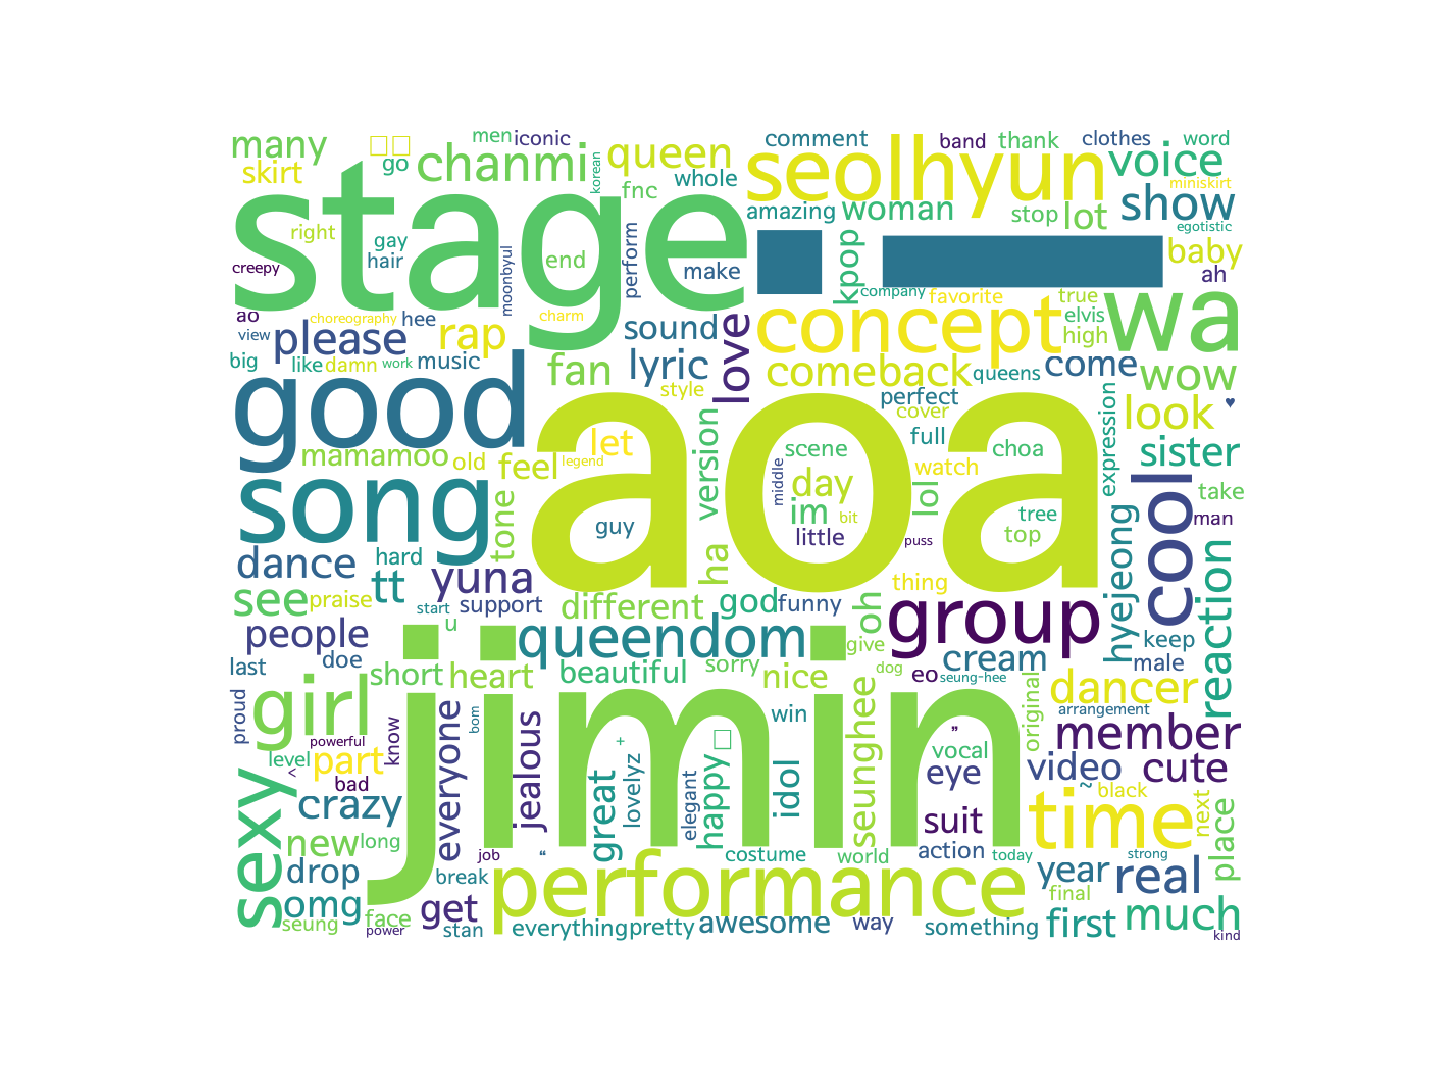 many
men
iconic
comment
band
thank
clothes
word
skirt
go
chanmi
korean
queen
seolhyun
voice
miniskirt
fnc
whole
stage
amazing
woman
stop
lot
show
egotistic
right
gay
hair
creepy
moonbyul
end
perform
make
kpop
baby
ah
company
favorite
true
wa
ao
view
choreography
hee
charm
please
rap
sound
love
concept
elvis
high
big
like
damn
work
music
fan
lyric
style
comeback
queens
come
wow
good
perfect
cover
look
♥
mamamoo
old
feel
let
legend
version
aoa
scene
middle
day
im
bit
little
full
watch
lol
choa
expression
sister
song
tone
guy
puss
tree
top
cool
take
man
dance
hard
tt
yuna
ha
thing
hyejeong
reaction
see
praise
start
u
support
different
god
funny
oh
group
people
queendom
give
keep
male
last
doe
short
heart
beautiful
sorry
nice
dog
eo
cream
seung-hee
dancer
proud
girl
jimin
bom
win
seunghee
original
arrangement
powerful
know
everyone
jealous
+
”
member
level
<
part
bad
great
lovelyz
elegant
happy
idol
vocal
eye
video
~
cute
black
sexy
crazy
suit
time
next
place
new
long
job
“
costume
world
action
today
strong
drop
break
performance
year
final
real
omg
seung
face
power
get
stan
everything
pretty
awesome
way
something
first
much
kind